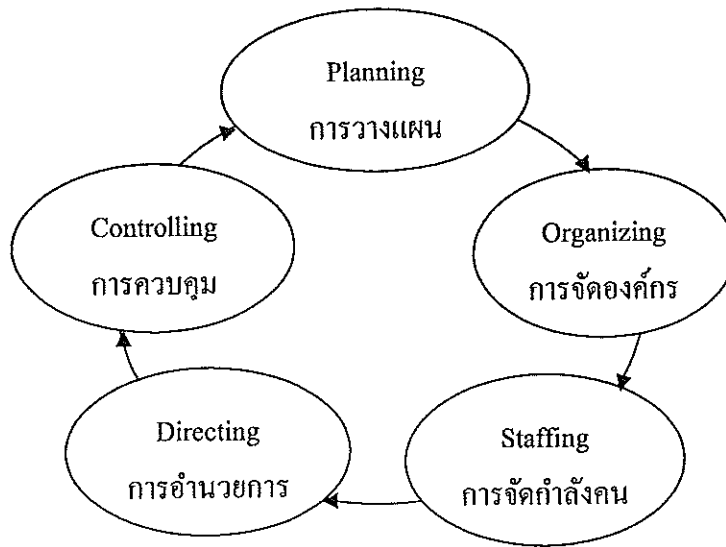 Planning
การวางแผน
Organizing
การจัดองค์กร
Staffing
การจัดกำลังคน
Directing
การอำนวยการ
Controlling
การควบคุม